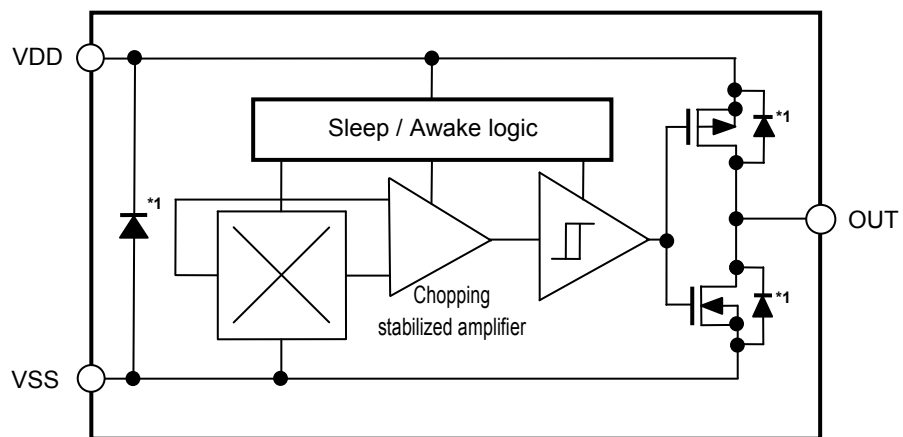 VDD
Sleep / Awake logic
*1
*1
OUT
*1
Chopping
stabilized amplifier
VSS